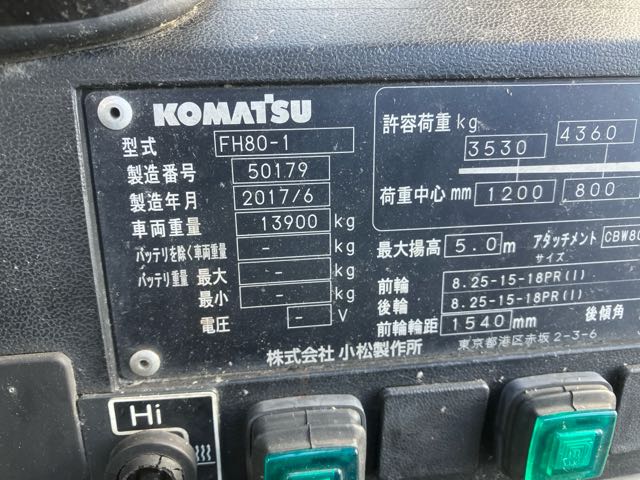 KOMATSU
型式 FH80-1
製造番号 50179
製造年月 2017/6
車両重量 13900 kg
バッテリを除く車両重量 - kg
バッテリ重量 最大 - kg
最小 - kg
電圧 - V
許容荷重 kg 3530 4360
荷重中心 mm 1200 800
最大揚高 5.0 m アタッチメントサイズ CBW80
前輪 8.25-15-18PR(I)
後輪 8.25-15-18PR(I)
前輪輪距 1540 mm 後傾角
株式会社 小松製作所 東京都港区赤坂2-3-6
Hi